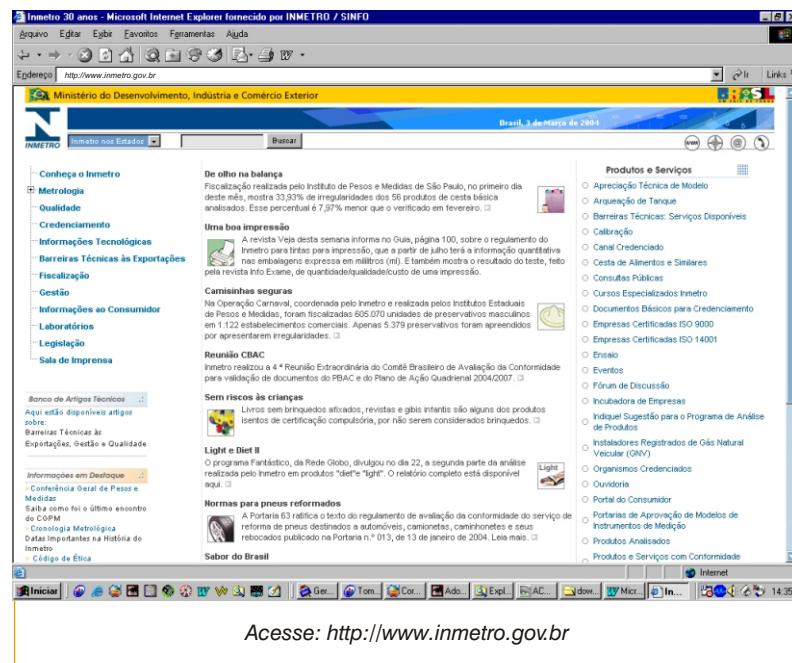 Inmetro 30 anos - Microsoft Internet Explorer fornecido por INMETRO / SINFO
Arquivo Editar Exibir Favoritos Ferramentas Ajuda
Endereço http://www.inmetro.gov.br Ir Links
Ministério do Desenvolvimento, Indústria e Comércio Exterior
BRASIL
Brasil, 3 de Março de 2004
INMETRO
Inmetro nos Estados
Buscar
www
@
Conheça o Inmetro
Metrologia
Qualidade
Credenciamento
Informações Tecnológicas
Barreiras Técnicas às Exportações
Fiscalização
Gestão
Informações ao Consumidor
Laboratórios
Legislação
Sala de Imprensa
Banco de Artigos Técnicos .:
Aqui estão disponíveis artigos
sobre:
Barreiras Técnicas às
Exportações, Gestão e Qualidade
Informações em Destaque .:
Conferência Geral de Pesos e
Medidas
Saiba como foi o último encontro
do CGPM
Cronologia Metrológica
Datas Importantes na História do
Inmetro
Código de Ética
De olho na balança
Fiscalização realizada pelo Instituto de Pesos e Medidas de São Paulo, no primeiro dia
deste mês, mostra 33,93% de irregularidades dos 56 produtos de cesta básica
analisados. Esse percentual é 7,97% menor que o verificado em fevereiro.
Uma boa impressão
A revista Veja desta semana informa no Guia, página 100, sobre o regulamento do
Inmetro para tintas para impressão, que a partir de julho terá a informação quantitativa
nas embalagens expressa em mililitros (ml). E também mostra o resultado do teste, feito
pela revista Info Exame, de quantidade/qualidade/custo de uma impressão.
Camisinhas seguras
Na Operação Carnaval, coordenada pelo Inmetro e realizada pelos Institutos Estaduais
de Pesos e Medidas, foram fiscalizadas 605.070 unidades de preservativos masculinos
em 1.122 estabelecimentos comerciais. Apenas 5.379 preservativos foram apreendidos
por apresentarem irregularidades.
Reunião CBAC
Inmetro realizou a 4 ª Reunião Extraordinária do Comitê Brasileiro de Avaliação da Conformidade
para validação de documentos do PBAC e do Plano de Ação Quadrienal 2004/2007.
Sem riscos às crianças
Livros sem brinquedos afixados, revistas e gibis infantis são alguns dos produtos
isentos de certificação compulsória, por não serem considerados brinquedos.
Light e Diet II
O programa Fantástico, da Rede Globo, divulgou no dia 22, a segunda parte da análise
realizada pelo Inmetro em produtos "diet"e "light". O relatório completo está disponível
aqui.
Light
Normas para pneus reformados
A Portaria 63 ratifica o texto do regulamento de avaliação da conformidade do serviço de
reforma de pneus destinados a automóveis, camionetas, caminhonetes e seus
rebocados publicado na Portaria n.º 013, de 13 de janeiro de 2004. Leia mais.
Sabor do Brasil
Produtos e Serviços
Apreciação Técnica de Modelo
Arqueação de Tanque
Barreiras Técnicas: Serviços Disponíveis
Calibração
Canal Credenciado
Cesta de Alimentos e Similares
Consultas Públicas
Cursos Especializados Inmetro
Documentos Básicos para Credenciamento
Empresas Certificadas ISO 9000
Empresas Certificadas ISO 14001
Ensaio
Eventos
Fórum de Discussão
Incubadora de Empresas
Indique! Sugestão para o Programa de Análise
de Produtos
Instaladores Registrados de Gás Natural
Veicular (GNV)
Organismos Credenciados
Ouvidoria
Portal do Consumidor
Portarias de Aprovação de Modelos de
Instrumentos de Medição
Produtos Analisados
Produtos e Serviços com Conformidade
Internet
Iniciar Ger... Tom... Cor... Ado... Expl... AC... dow... Micr... In... 14:35
Acesse: http://www.inmetro.gov.br